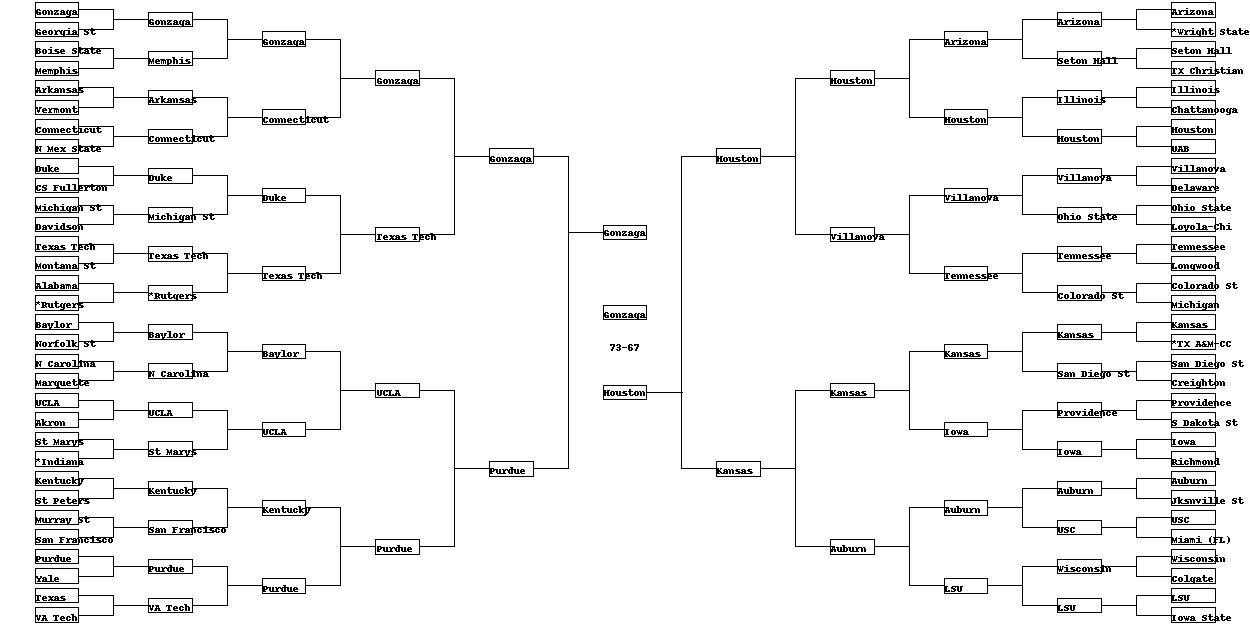 Gonzaga
Georgia St
Boise State
Memphis
Arkansas
Vermont
Connecticut
N Mex State
Duke
CS Fullerton
Michigan St
Davidson
Texas Tech
Montana St
Alabama
*Rutgers
Baylor
Norfolk St
N Carolina
Marquette
UCLA
Akron
St Marys
*Indiana
Kentucky
St Peters
Murray St
San Francisco
Purdue
Yale
Texas
VA Tech
Gonzaga
Memphis
Arkansas
Connecticut
Duke
Michigan St
Texas Tech
*Rutgers
Baylor
N Carolina
UCLA
St Marys
Kentucky
San Francisco
Purdue
VA Tech
Gonzaga
Connecticut
Duke
Texas Tech
Baylor
UCLA
Kentucky
Purdue
Gonzaga
Texas Tech
UCLA
Purdue
Gonzaga
Purdue
Gonzaga
Gonzaga
73-67
Houston
Houston
Kansas
Houston
Villanova
Kansas
Auburn
Arizona
Houston
Villanova
Tennessee
Kansas
Iowa
Auburn
LSU
Arizona
Seton Hall
Illinois
Houston
Villanova
Ohio State
Tennessee
Colorado St
Kansas
San Diego St
Providence
Iowa
Auburn
USC
Wisconsin
LSU
Arizona
*Wright State
Seton Hall
TX Christian
Illinois
Chattanooga
Houston
UAB
Villanova
Delaware
Ohio State
Loyola-Chi
Tennessee
Longwood
Colorado St
Michigan
Kansas
*TX A&M-CC
San Diego St
Creighton
Providence
S Dakota St
Iowa
Richmond
Auburn
Jksnville St
USC
Miami (FL)
Wisconsin
Colgate
LSU
Iowa State